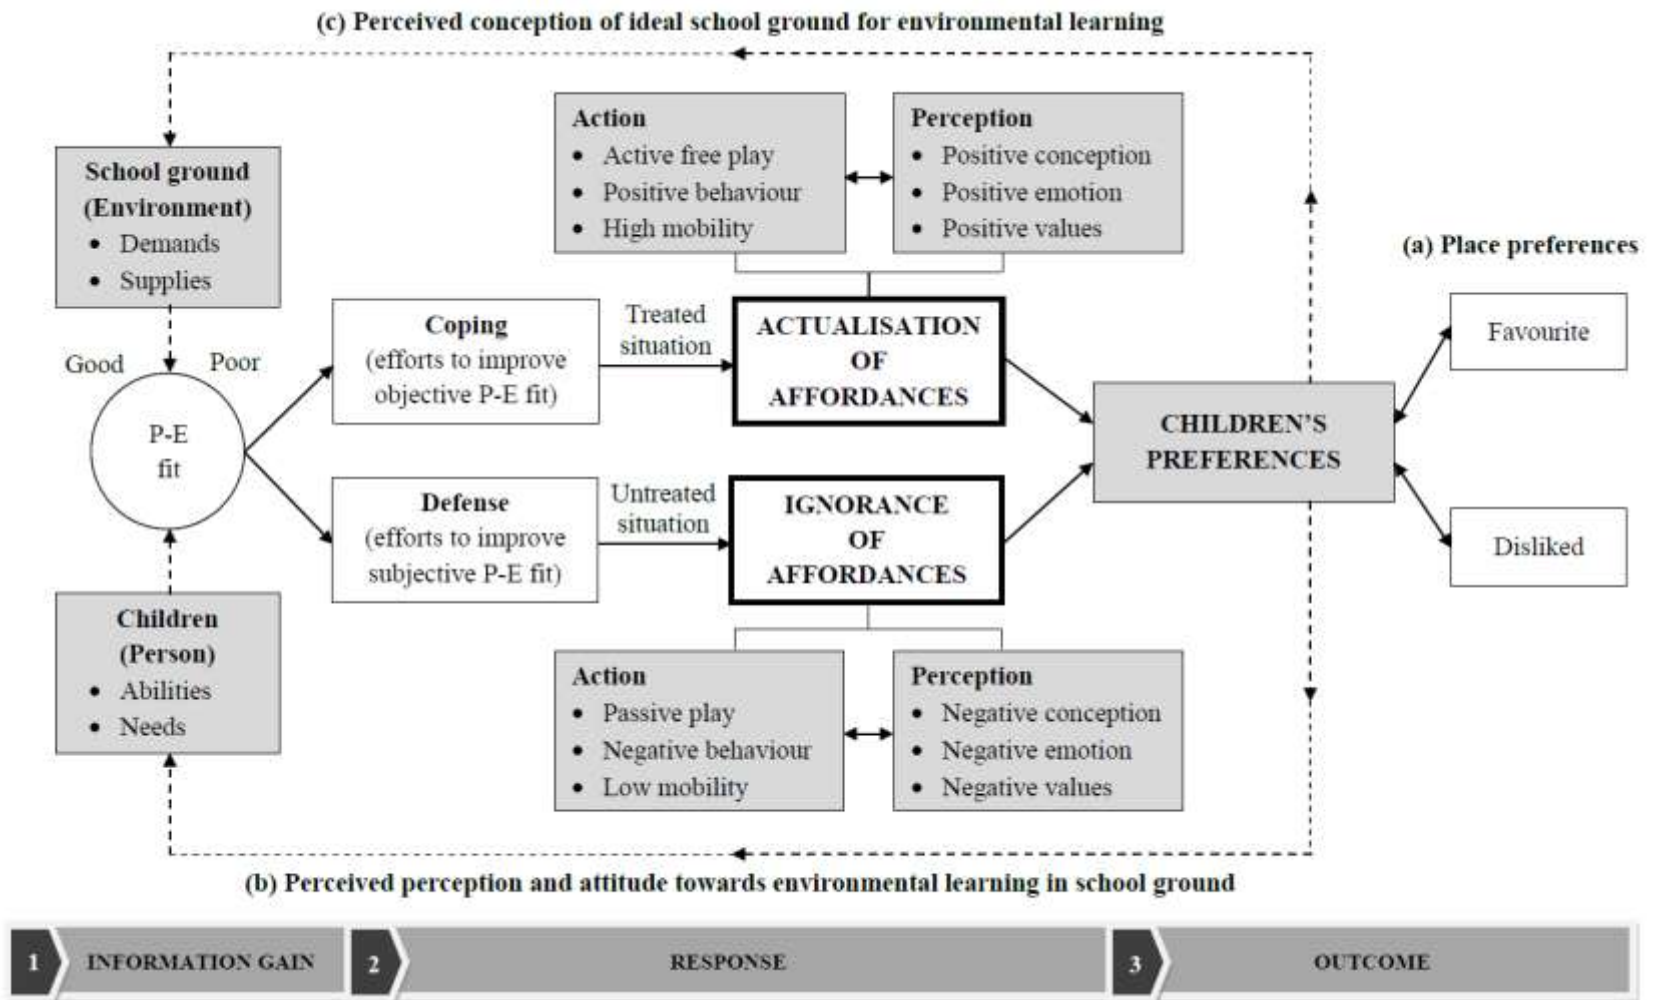 (c) Perceived conception of ideal school ground for environmental learning
School ground
(Environment)
• Demands
• Supplies
Good
Poor
P-E
fit
Children
(Person)
• Abilities
• Needs
Coping
(efforts to improve
objective P-E fit)
Defense
(efforts to improve
subjective P-E fit)
Treated
situation
Untreated
situation
Action
• Active free play
• Positive behaviour
• High mobility
Perception
• Positive conception
• Positive emotion
• Positive values
ACTUALISATION
OF
AFFORDANCES
IGNORANCE
OF
AFFORDANCES
Action
• Passive play
• Negative behaviour
• Low mobility
Perception
• Negative conception
• Negative emotion
• Negative values
CHILDREN'S
PREFERENCES
(a) Place preferences
Favourite
Disliked
(b) Perceived perception and attitude towards environmental learning in school ground
1 INFORMATION GAIN
2 RESPONSE
3 OUTCOME